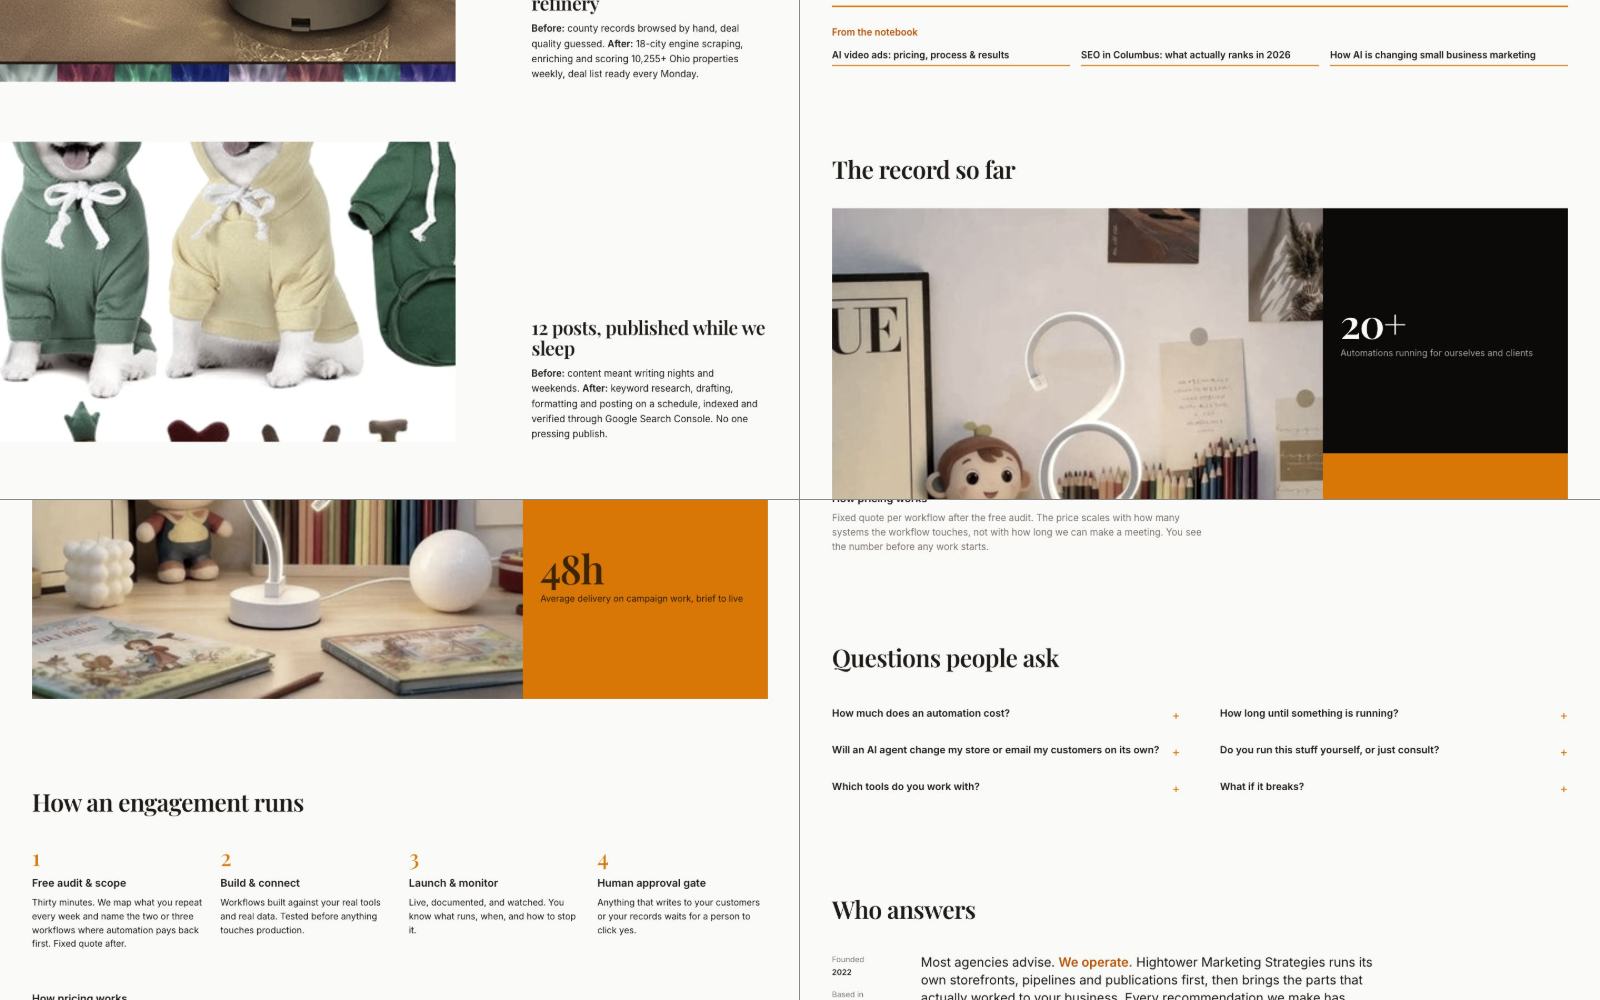 refinery
Before: county records browsed by hand, deal
quality guessed. After: 18-city engine scraping,
enriching and scoring 10,255+ Ohio properties
weekly, deal list ready every Monday.
12 posts, published while we
sleep
Before: content meant writing nights and
weekends. After: keyword research, drafting,
formatting and posting on a schedule, indexed and
verified through Google Search Console. No one
pressing publish.
From the notebook
AI video ads: pricing, process & results
SEO in Columbus: what actually ranks in 2026
How AI is changing small business marketing
The record so far
UE
20+
Automations running for ourselves and clients
48h
Average delivery on campaign work, brief to live
How an engagement runs
1
Free audit & scope
Thirty minutes. We map what you repeat
every week and name the two or three
workflows where automation pays back
first. Fixed quote after.
2
Build & connect
Workflows built against your real tools
and real data. Tested before anything
touches production.
3
Launch & monitor
Live, documented, and watched. You
know what runs, when, and how to stop
it.
4
Human approval gate
Anything that writes to your customers
or your records waits for a person to
click yes.
How pricing works
How pricing works
Fixed quote per workflow after the free audit. The price scales with how many
systems the workflow touches, not with how long we can make a meeting. You see
the number before any work starts.
Questions people ask
How much does an automation cost? +
How long until something is running? +
Will an AI agent change my store or email my customers on its own? +
Do you run this stuff yourself, or just consult? +
Which tools do you work with? +
What if it breaks? +
Who answers
Founded
2022
Based in
Most agencies advise. We operate. Hightower Marketing Strategies runs its
own storefronts, pipelines and publications first, then brings the parts that
actually worked to your business. Every recommendation we make has